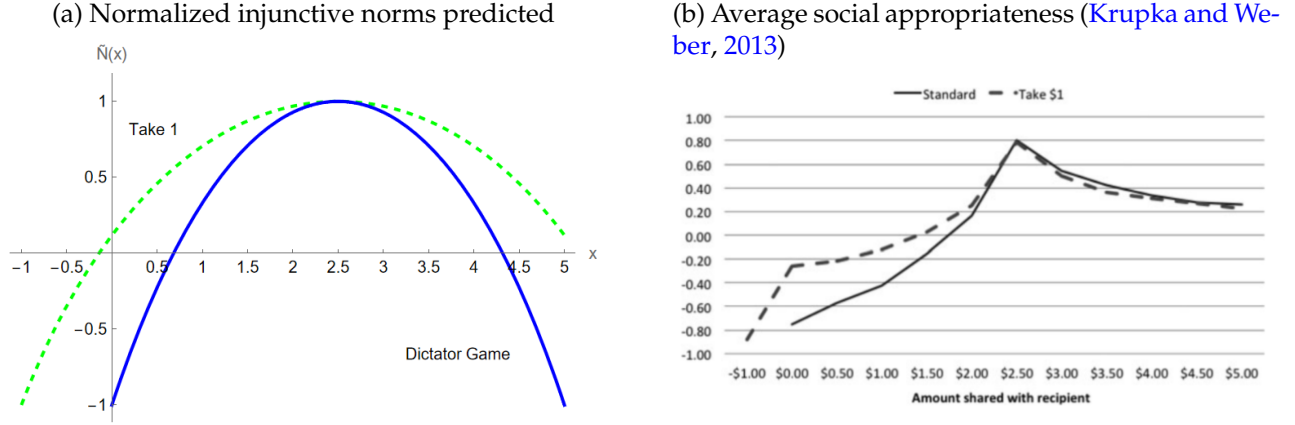 (a) Normalized injunctive norms predicted
Ñ(x)
1
Take 1
0.5
−1 −0.5 0.5 1 1.5 2 2.5 3 3.5 4 4.5 5 x
−0.5
Dictator Game
−1
(b) Average social appropriateness (Krupka and We-
ber, 2013)
Standard *Take $1
1.00
0.80
0.60
0.40
0.20
0.00
-0.20
-0.40
-0.60
-0.80
-1.00
-$1.00 $0.00 $0.50 $1.00 $1.50 $2.00 $2.50 $3.00 $3.50 $4.00 $4.50 $5.00
Amount shared with recipient